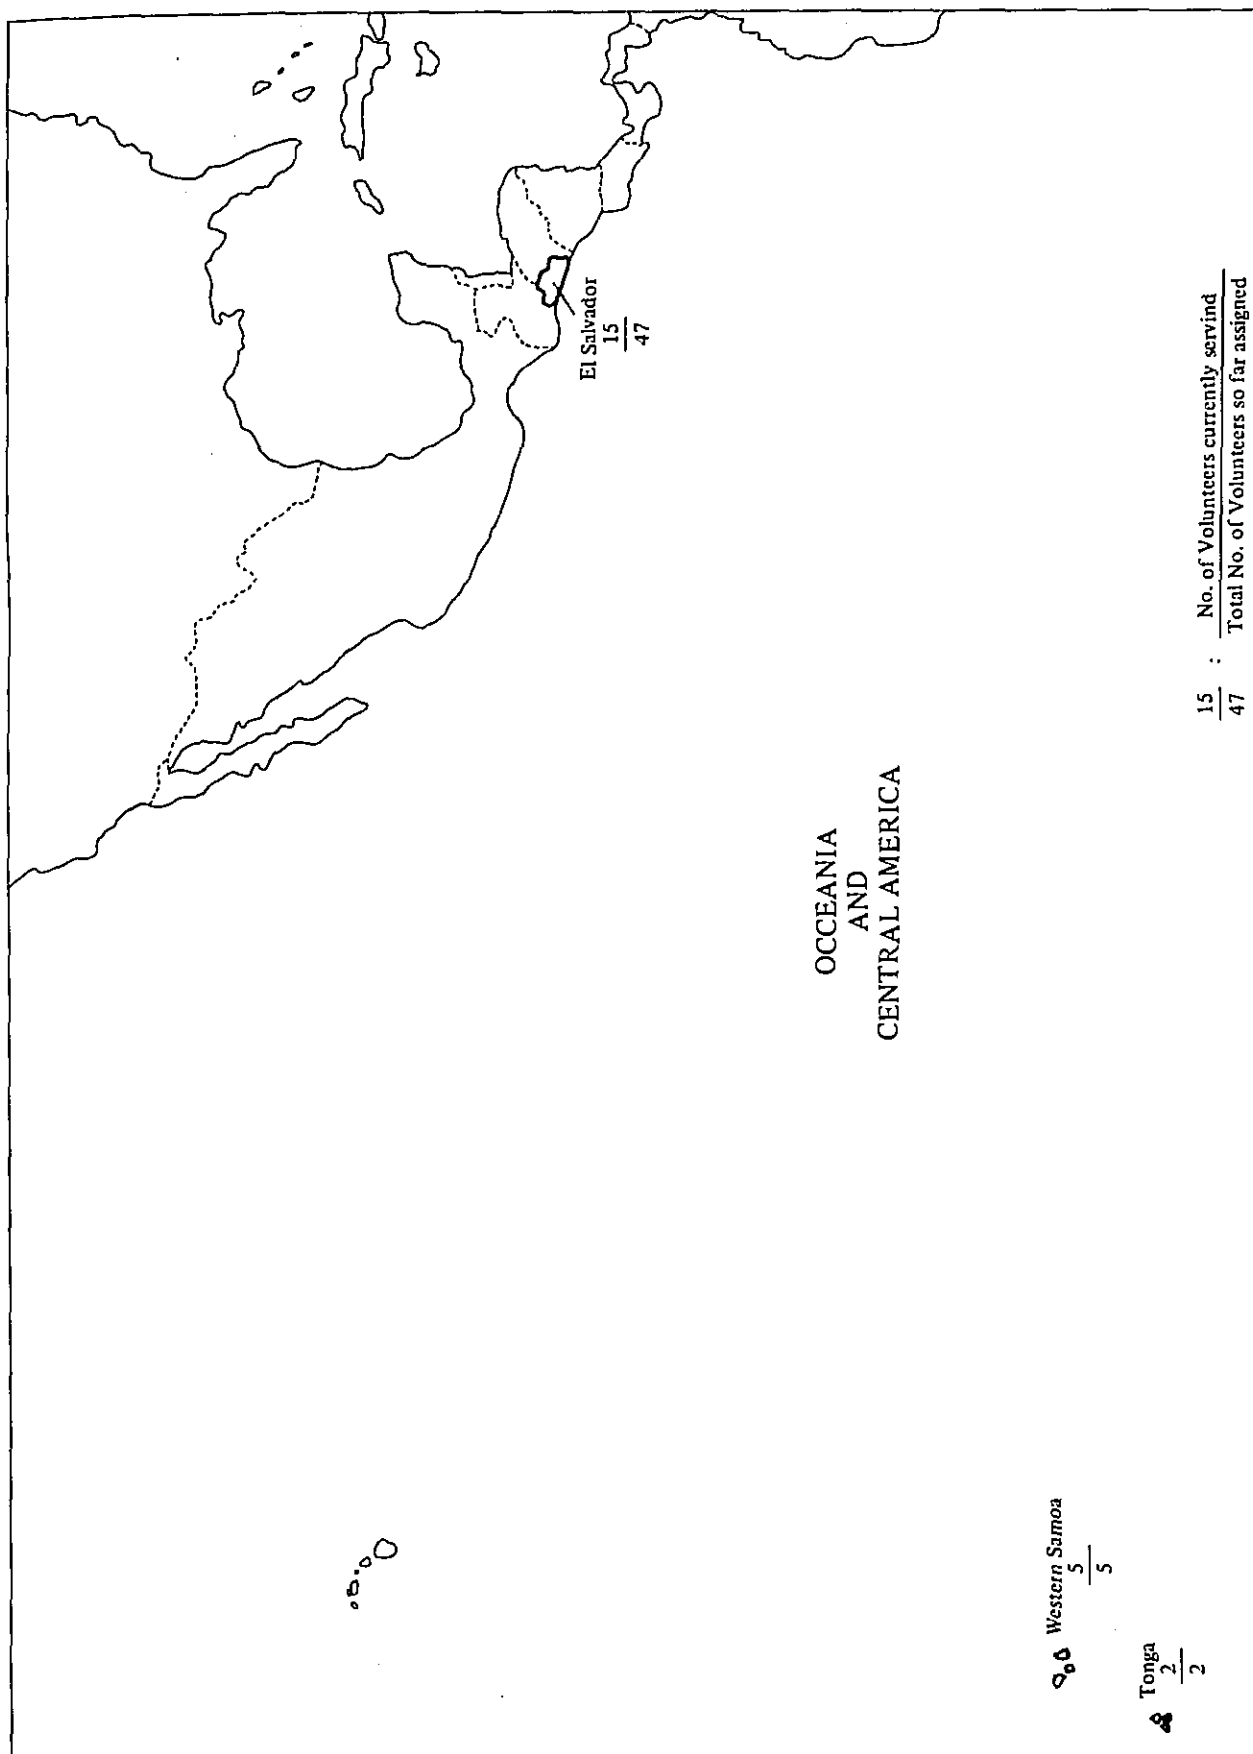 El Salvador
15
47
OCCEANIA
AND
CENTRAL AMERICA
Western Samoa
5
5
Tonga
2
2
15 : No. of Volunteers currently servind
47 Total No. of Volunteers so far assigned